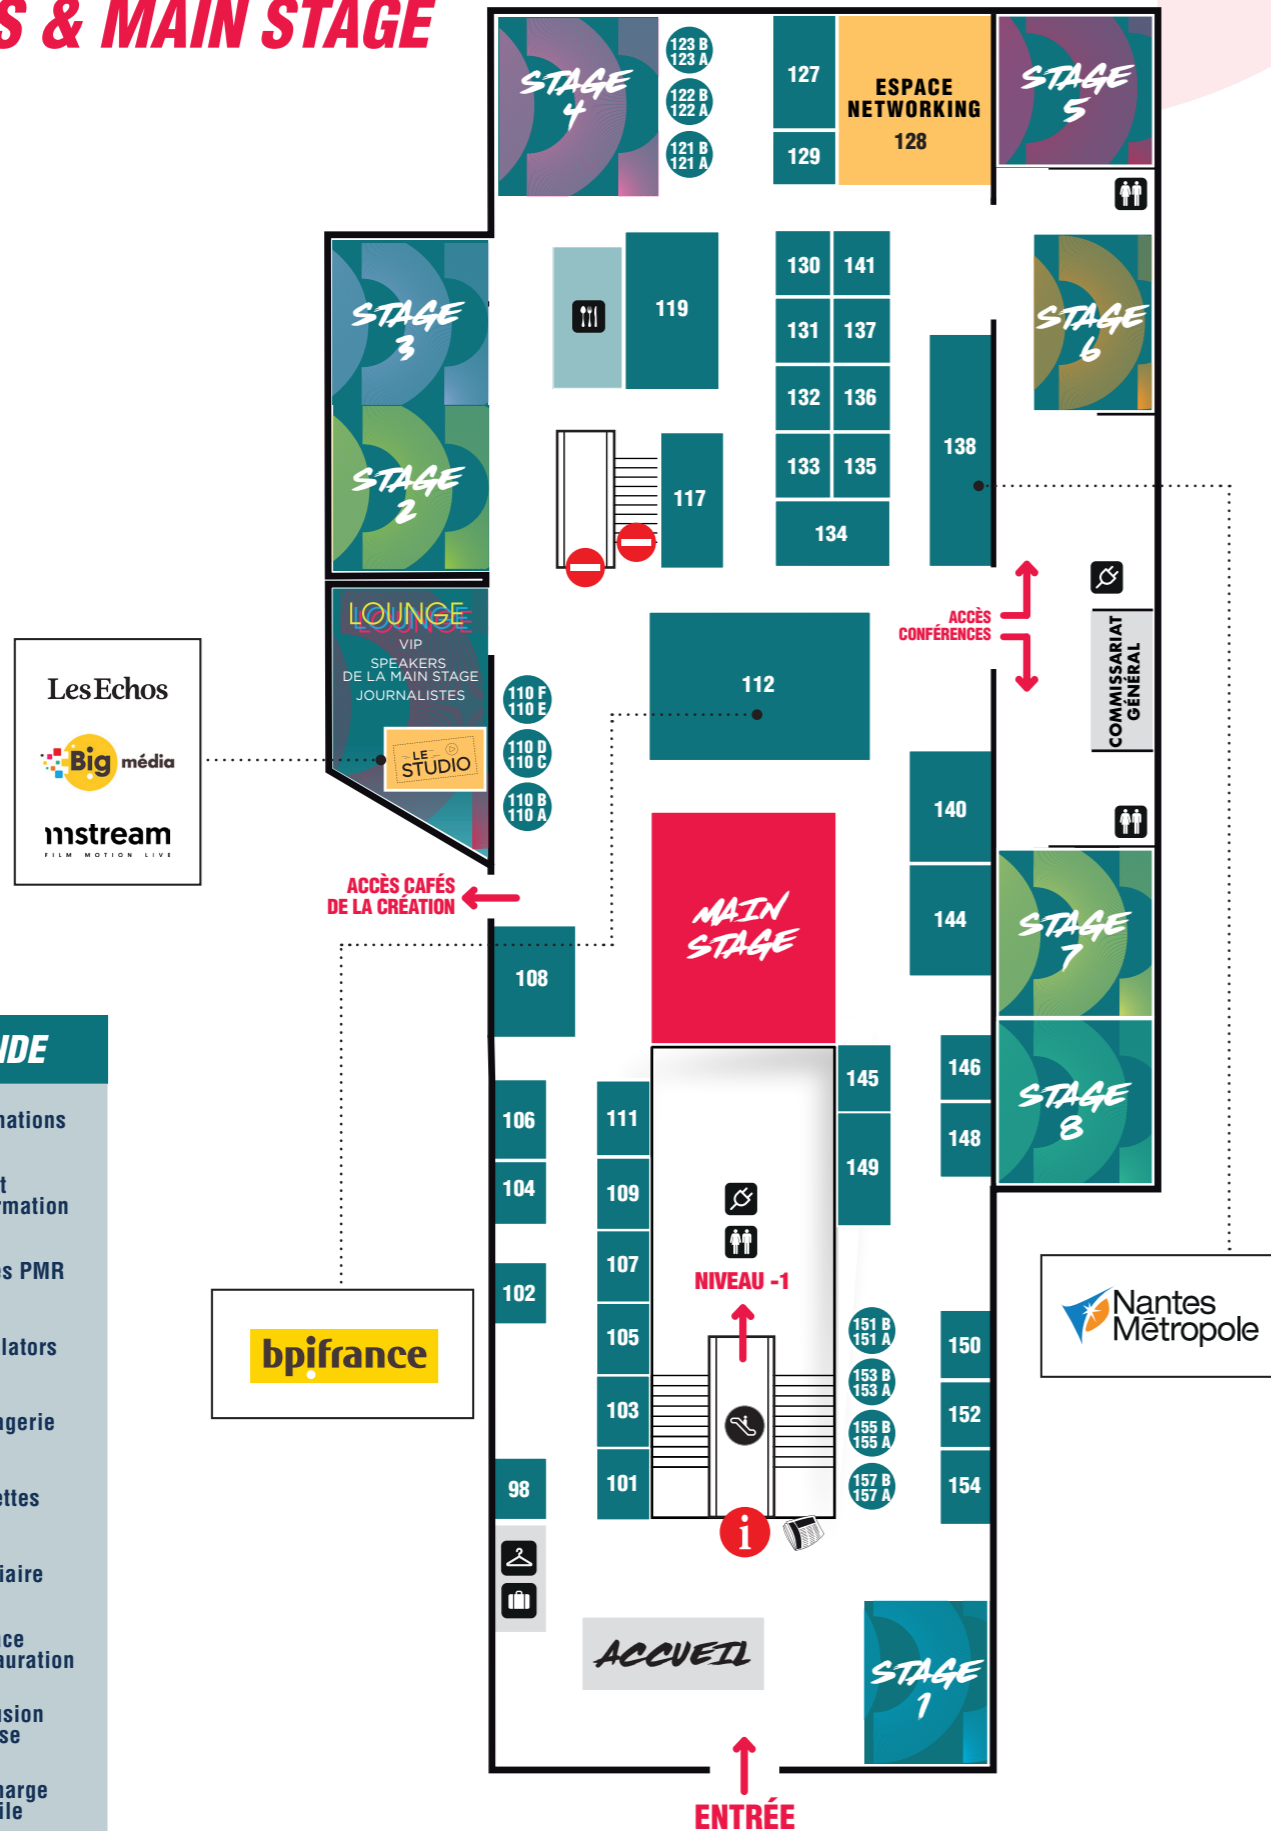 S & MAIN STAGE
STAGE
4
123 B
123 A
122 B
122 A
121 B
121 A
127
129
ESPACE
NETWORKING
128
STAGE
5
STAGE
3
STAGE
2
119
130
141
131
137
132
136
133
135
134
STAGE
6
138
117
LOUNGE
VIP
SPEAKERS
DE LA MAIN STAGE
JOURNALISTES
LE
STUDIO
Les Echos
Big média
mstream
FILM MOTION LIVE
110 F
110 E
110 D
110 C
110 B
110 A
112
ACCÈS
CONFÉRENCES
COMMISSARIAT
GÉNÉRAL
140
144
MAIN
STAGE
ACCÈS CAFÉS
DE LA CRÉATION
108
STAGE
7
STAGE
8
145
149
146
148
106
104
102
98
111
109
107
105
103
101
NIVEAU -1
151 B
151 A
153 B
153 A
155 B
155 A
157 B
157 A
150
152
154
bpifrance
Nantes
Métropole
i
ACCUEIL
STAGE
1
ENTRÉE
NDE
nations
t
rmation
s PMR
lators
gerie
ettes
iaire
ce
auration
usion
se
harge
ile